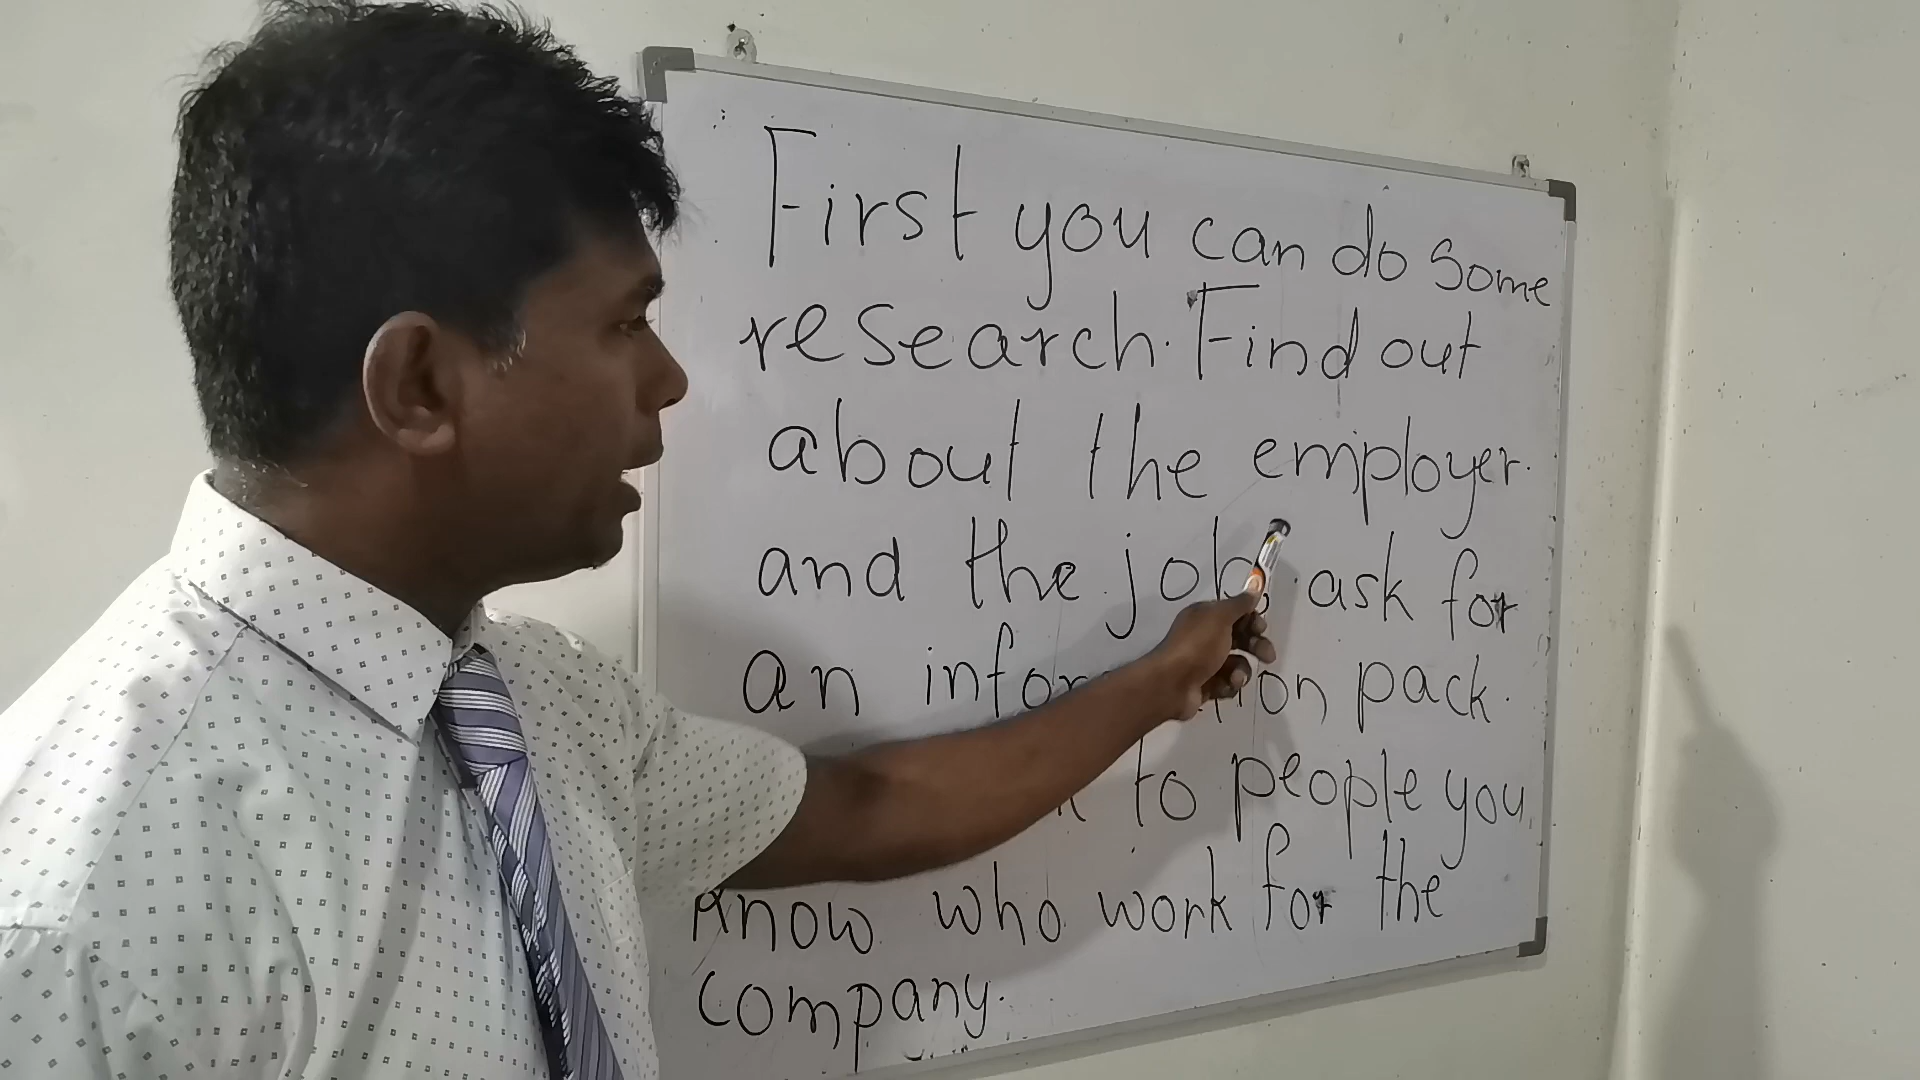 First you can do some
research. Find out
about the employer.
and the job, ask for
an information pack.
to people you
know who work for the
company.